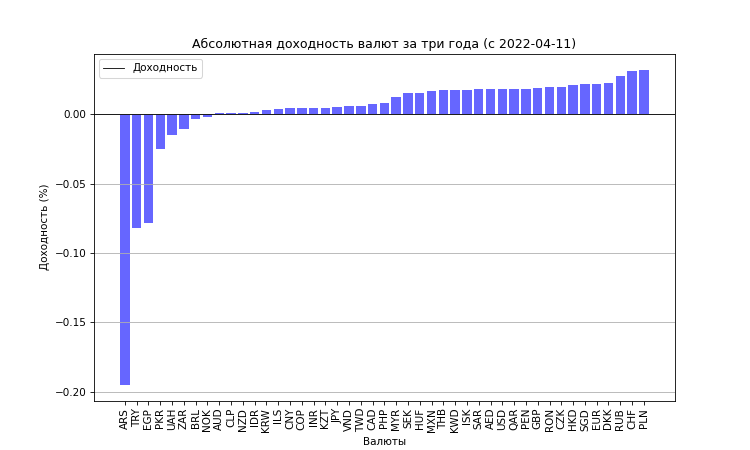 Абсолютная доходность валют за три года (с 2022-04-11)
Доходность
0.00
−0.05
−0.10
−0.15
−0.20
Доходность (%)
ARS TRY EGP PKR UAH ZAR BRL NOK AUD CLP NZD IDR KRW ILS CNY COP INR KZT JPY VND TWD CAD PHP MYR SEK HUF MXN THB KWD ISK SAR AED USD QAR PEN GBP RON CZK HKD SGD EUR DKK RUB CHF PLN
Валюты